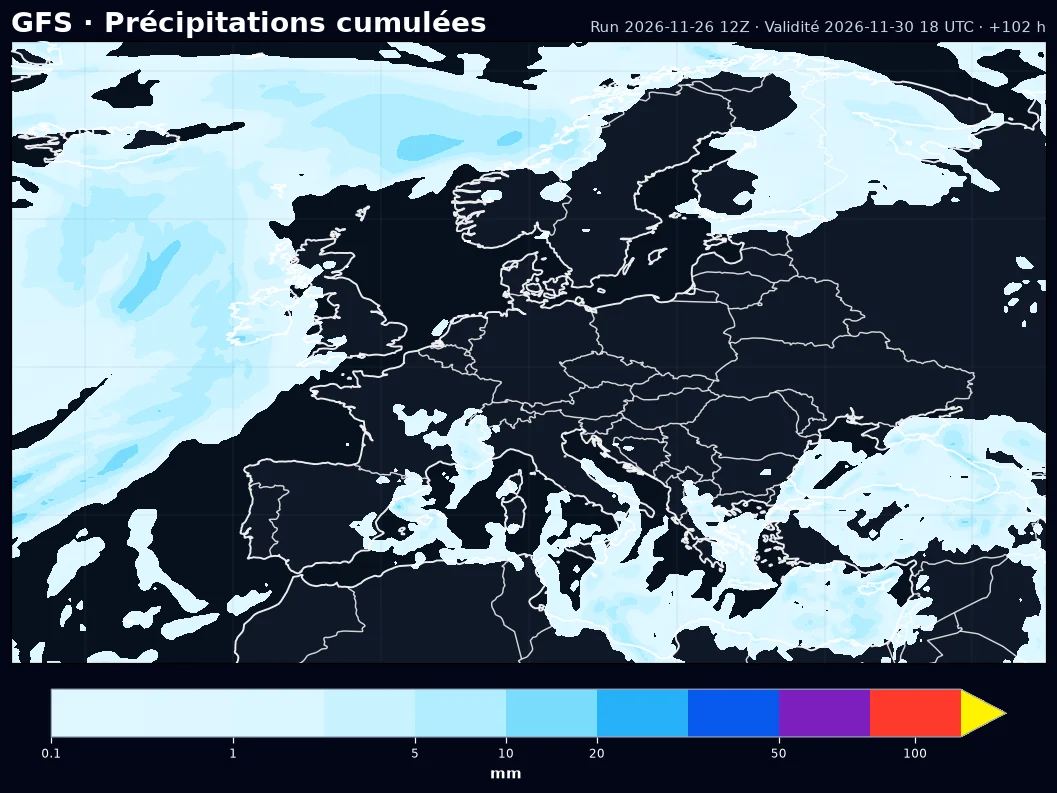 GFS · Précipitations cumulées
Run 2026-11-26 12Z · Validité 2026-11-30 18 UTC · +102 h
0.1 1 5 10 20 50 100
mm